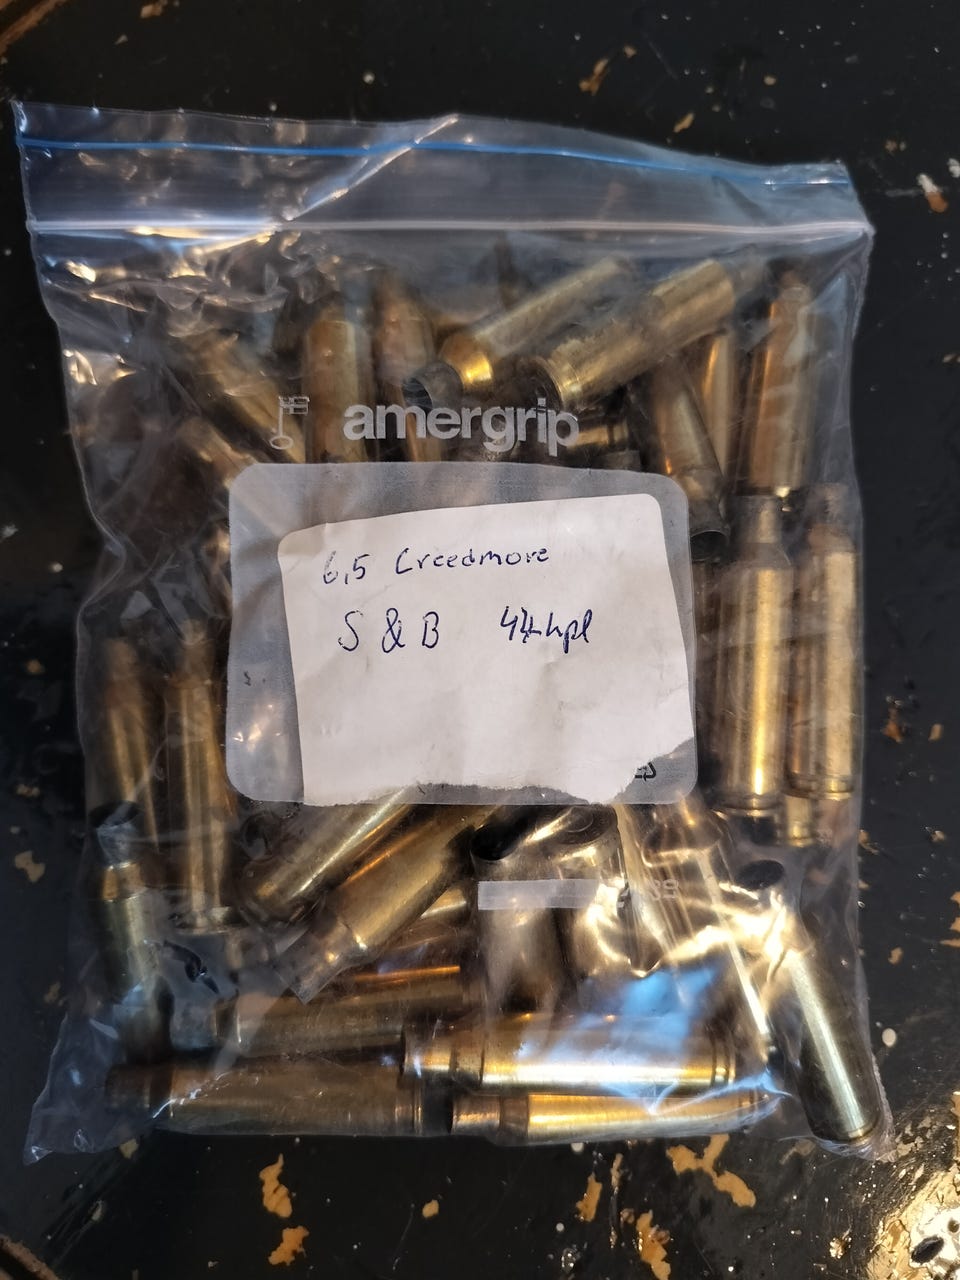 amergrip
6,5 Creedmore
S & B 44 kpl